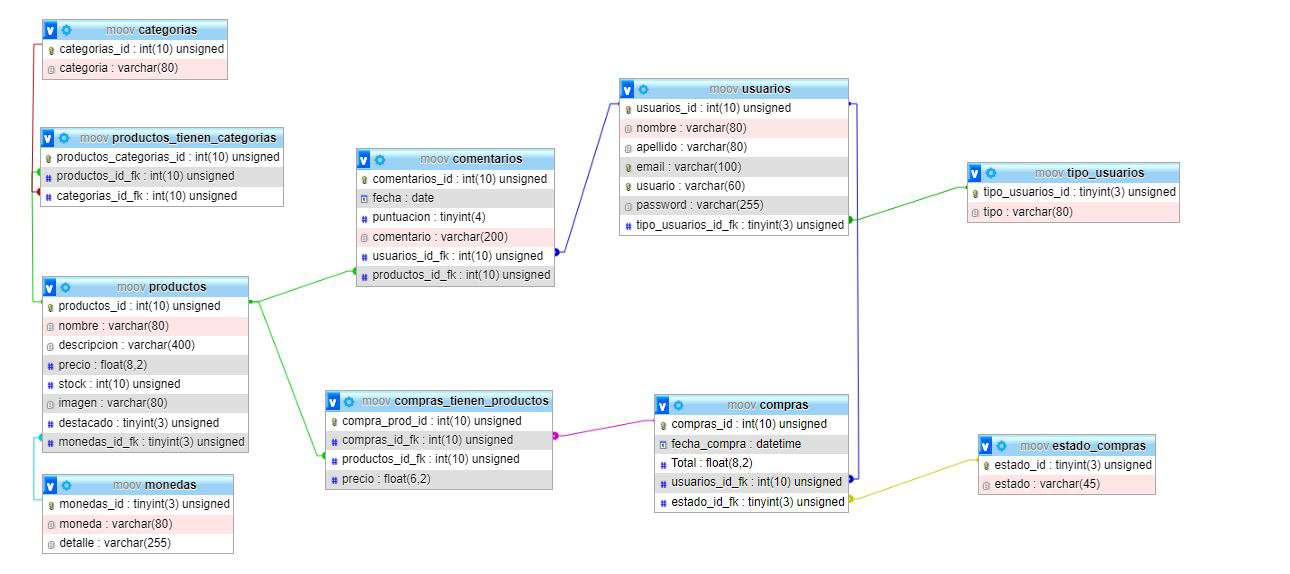 moov categorias
categorias_id : int(10) unsigned
categoria : varchar(80)
moov productos_tienen_categorias
productos_categorias_id : int(10) unsigned
productos_id_fk : int(10) unsigned
categorias_id_fk : int(10) unsigned
moov productos
productos_id : int(10) unsigned
nombre : varchar(80)
descripcion : varchar(400)
precio : float(8,2)
stock : int(10) unsigned
imagen : varchar(80)
destacado : tinyint(3) unsigned
monedas_id_fk : tinyint(3) unsigned
moov monedas
monedas_id : tinyint(3) unsigned
moneda : varchar(80)
detalle : varchar(255)
moov comentarios
comentarios_id : int(10) unsigned
fecha : date
puntuacion : tinyint(4)
comentario : varchar(200)
usuarios_id_fk : int(10) unsigned
productos_id_fk : int(10) unsigned
moov compras_tienen_productos
compra_prod_id : int(10) unsigned
compras_id_fk : int(10) unsigned
productos_id_fk : int(10) unsigned
precio : float(6,2)
moov usuarios
usuarios_id : int(10) unsigned
nombre : varchar(80)
apellido : varchar(80)
email : varchar(100)
usuario : varchar(60)
password : varchar(255)
tipo_usuarios_id_fk : tinyint(3) unsigned
moov compras
compras_id : int(10) unsigned
fecha_compra : datetime
Total : float(8,2)
usuarios_id_fk : int(10) unsigned
estado_id_fk : tinyint(3) unsigned
moov tipo_usuarios
tipo_usuarios_id : tinyint(3) unsigned
tipo : varchar(80)
moov estado_compras
estado_id : tinyint(3) unsigned
estado : varchar(45)